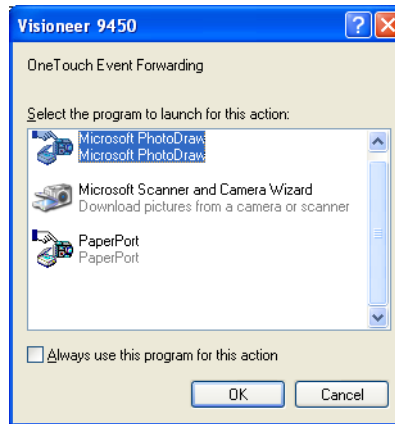 Visioneer 9450
OneTouch Event Forwarding
Select the program to launch for this action:
Microsoft PhotoDraw
Microsoft PhotoDraw
Microsoft Scanner and Camera Wizard
Download pictures from a camera or scanner
PaperPort
PaperPort
Always use this program for this action
OK Cancel